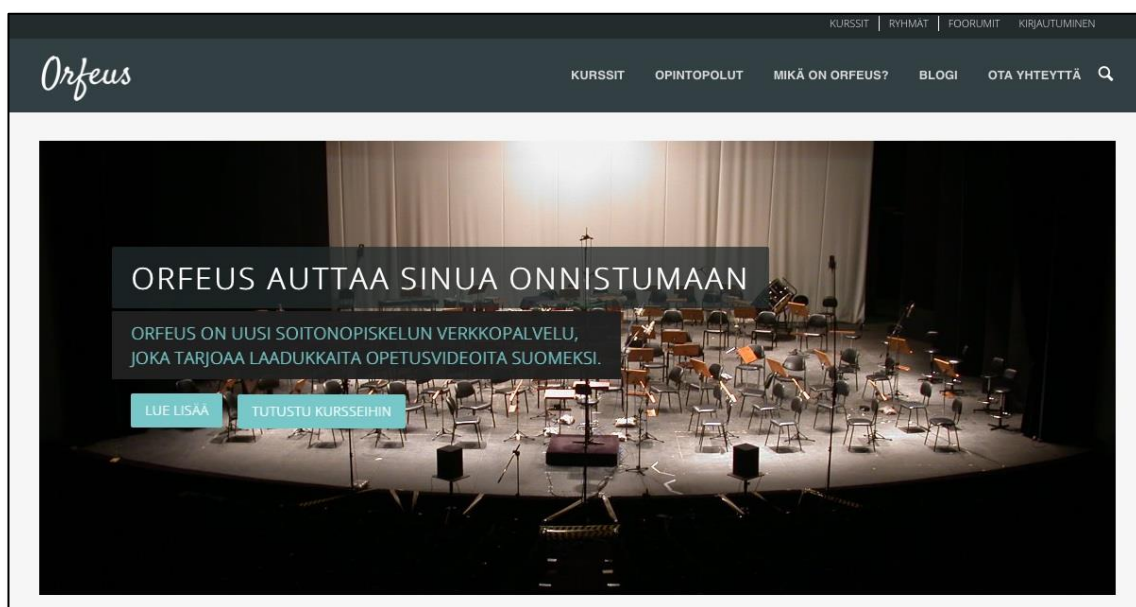 KURSSIT RYHMÄT FOORUMIT KIRJAUTUMINEN
Orfeus
KURSSIT OPINTOPOLUT MIKÄ ON ORFEUS? BLOGI OTA YHTEYTTÄ
ORFEUS AUTTAA SINUA ONNISTUMAAN
ORFEUS ON UUSI SOITONOPISKELUN VERKKOPALVELU,
JOKA TARJOAA LAADUKKAITA OPETUSVIDEOITA SUOMEKSI.
LUE LISÄÄ TUTUSTU KURSSEIHIN